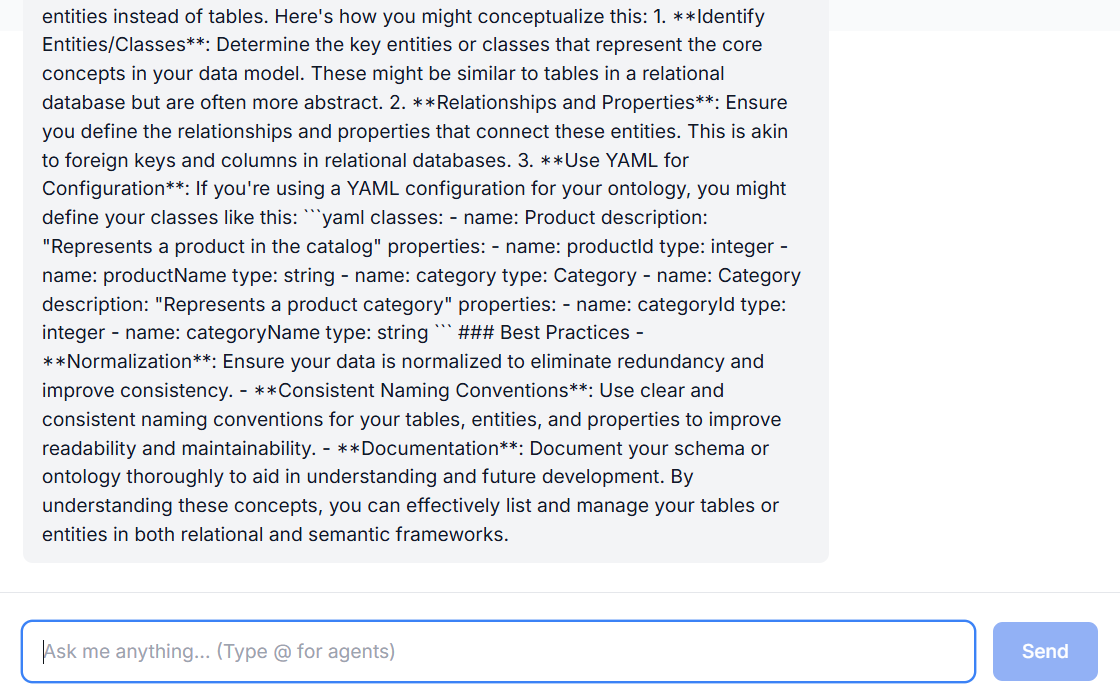 entities instead of tables. Here's how you might conceptualize this: 1. **Identify
Entities/Classes**: Determine the key entities or classes that represent the core
concepts in your data model. These might be similar to tables in a relational
database but are often more abstract. 2. **Relationships and Properties**: Ensure
you define the relationships and properties that connect these entities. This is akin
to foreign keys and columns in relational databases. 3. **Use YAML for
Configuration**: If you're using a YAML configuration for your ontology, you might
define your classes like this: ```yaml classes: - name: Product description:
"Represents a product in the catalog" properties: - name: productId type: integer -
name: productName type: string - name: category type: Category - name: Category
description: "Represents a product category" properties: - name: categoryId type:
integer - name: categoryName type: string ``` ### Best Practices -
**Normalization**: Ensure your data is normalized to eliminate redundancy and
improve consistency. - **Consistent Naming Conventions**: Use clear and
consistent naming conventions for your tables, entities, and properties to improve
readability and maintainability. - **Documentation**: Document your schema or
ontology thoroughly to aid in understanding and future development. By
understanding these concepts, you can effectively list and manage your tables or
entities in both relational and semantic frameworks.
Ask me anything... (Type @ for agents)
Send